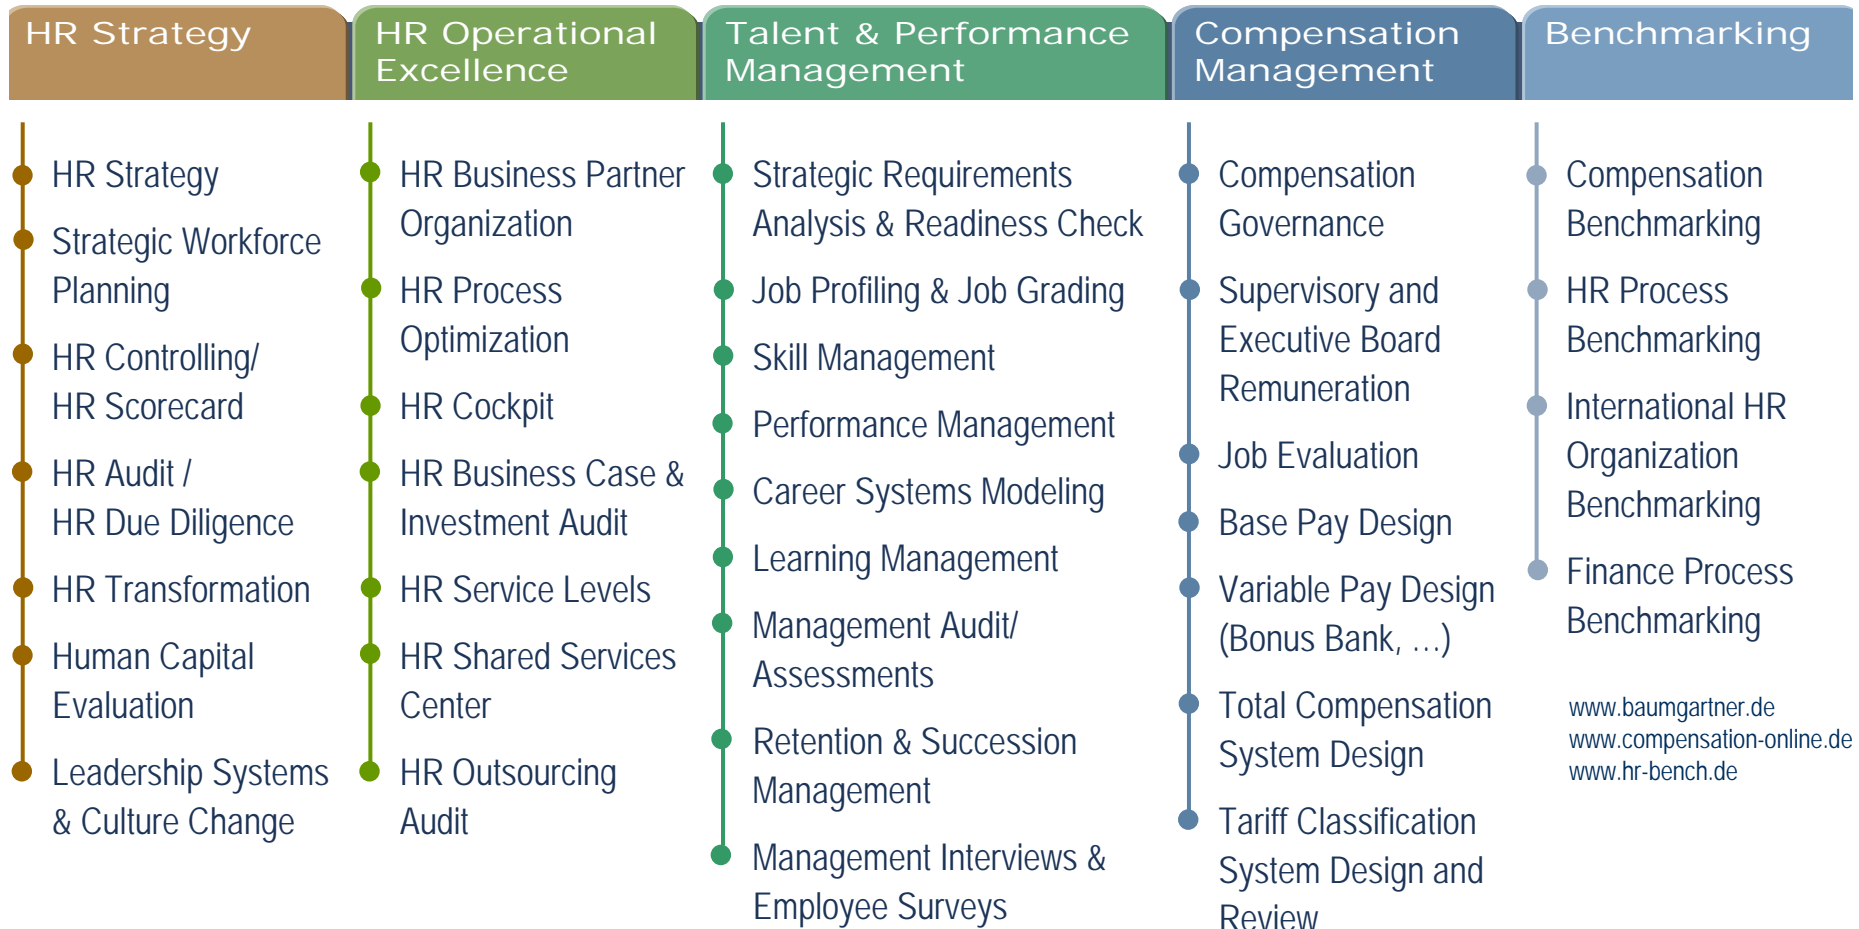 HR Strategy
HR Operational
Excellence
Talent & Performance
Management
Compensation
Management
Benchmarking
HR Strategy
Strategic Workforce
Planning
HR Controlling/
HR Scorecard
HR Audit /
HR Due Diligence
HR Transformation
Human Capital
Evaluation
Leadership Systems
& Culture Change
HR Business Partner
Organization
HR Process
Optimization
HR Cockpit
HR Business Case &
Investment Audit
HR Service Levels
HR Shared Services
Center
HR Outsourcing
Audit
Strategic Requirements
Analysis & Readiness Check
Job Profiling & Job Grading
Skill Management
Performance Management
Career Systems Modeling
Learning Management
Management Audit/
Assessments
Retention & Succession
Management
Management Interviews &
Employee Surveys
Compensation
Governance
Supervisory and
Executive Board
Remuneration
Job Evaluation
Base Pay Design
Variable Pay Design
(Bonus Bank, …)
Total Compensation
System Design
Tariff Classification
System Design and
Review
Compensation
Benchmarking
HR Process
Benchmarking
International HR
Organization
Benchmarking
Finance Process
Benchmarking
www.baumgartner.de
www.compensation-online.de
www.hr-bench.de